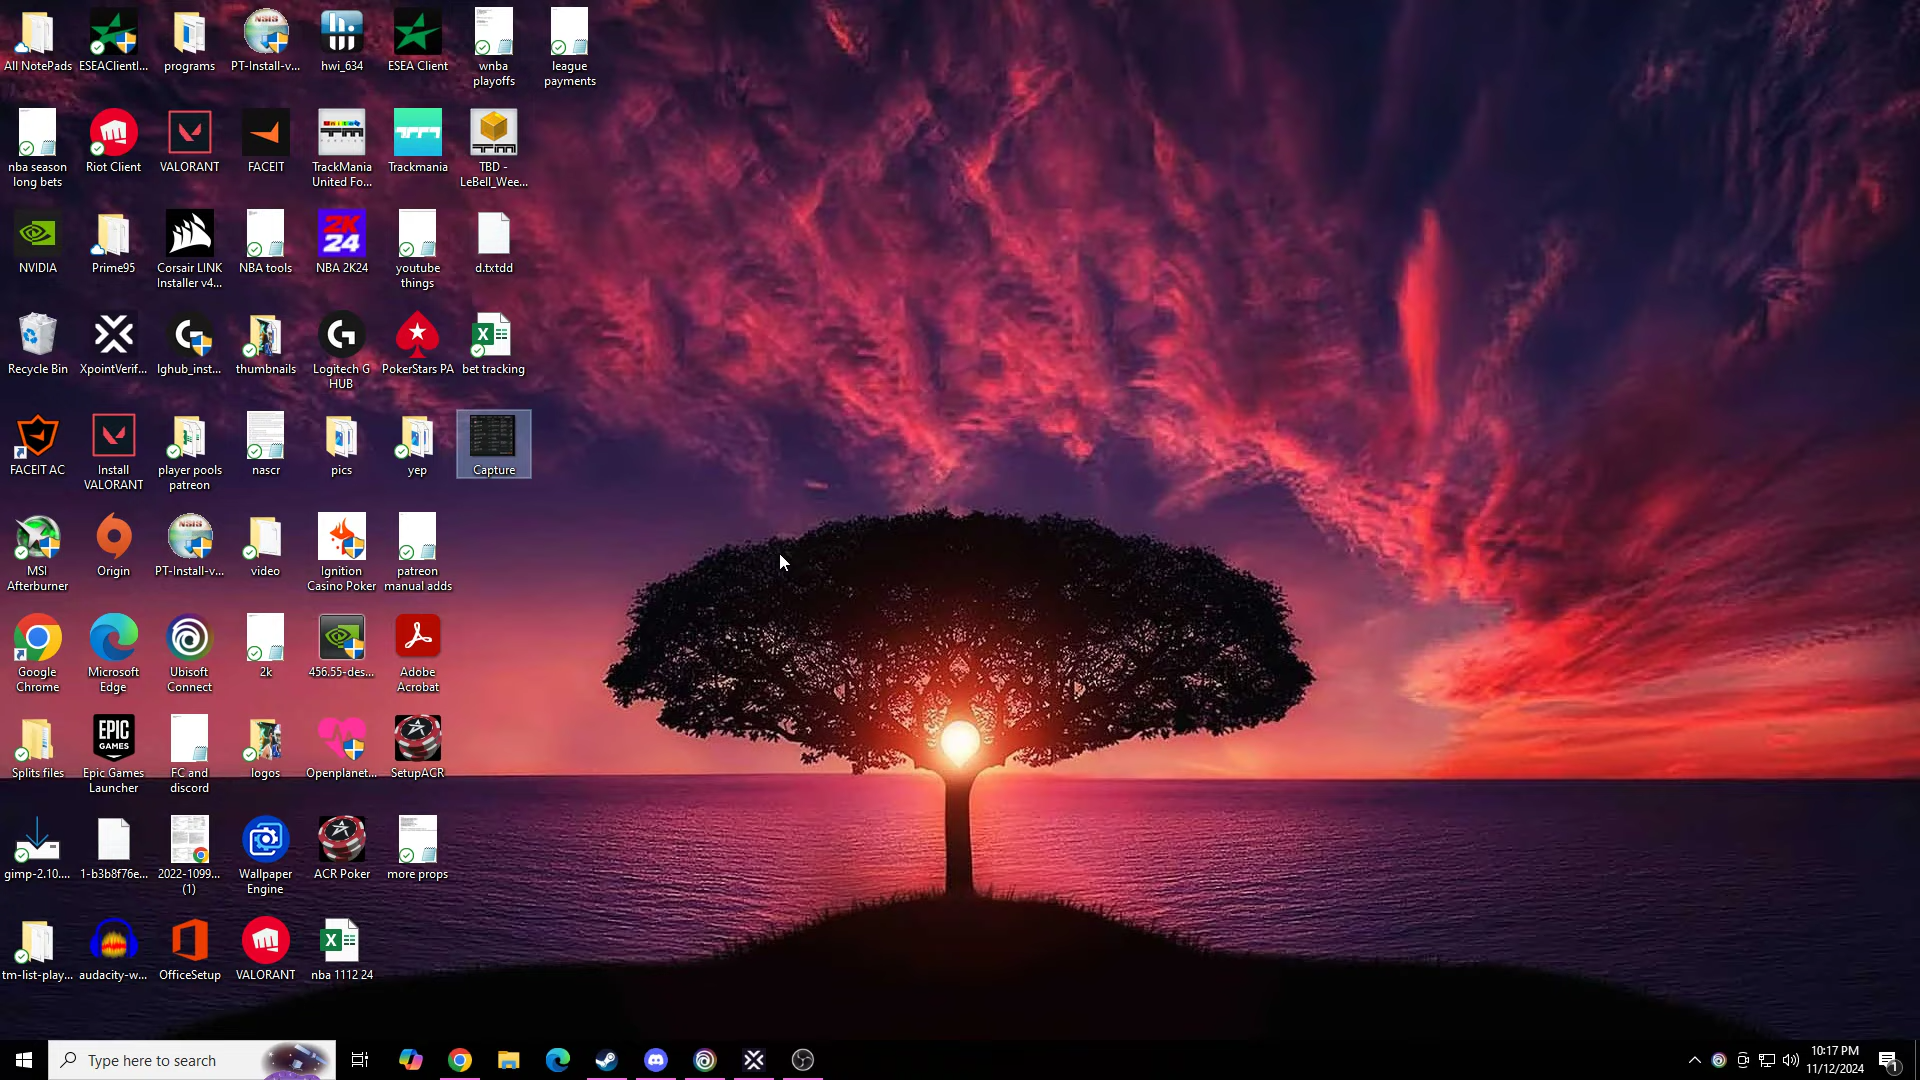 All NotePads
ESEAClientI...
programs
PT-Install-v...
hwi_634
ESEA Client
wnba
playoffs
league
payments
nba season
long bets
Riot Client
VALORANT
FACEIT
TrackMania
United Fo...
Trackmania
TBD -
LeBell_Wee...
NVIDIA
Prime95
Corsair LINK
Installer v4...
NBA tools
2K
24
NBA 2K24
youtube
things
d.txtdd
Recycle Bin
XpointVerif...
lghub_inst...
thumbnails
Logitech G
HUB
PokerStars PA
bet tracking
FACEIT AC
Install
VALORANT
player pools
patreon
nascr
pics
yep
Capture
MSI
Afterburner
Origin
PT-Install-v...
video
Ignition
Casino Poker
patreon
manual adds
Google
Chrome
Microsoft
Edge
Ubisoft
Connect
2k
456.55-des...
Adobe
Acrobat
Splits files
EPIC
GAMES
Epic Games
Launcher
FC and
discord
logos
Openplanet...
SetupACR
gimp-2.10....
1-b3b8f76e...
2022-1099...
(1)
Wallpaper
Engine
ACR Poker
more props
tm-list-play...
audacity-w...
OfficeSetup
VALORANT
nba 1112 24
Type here to search
10:17 PM
11/12/2024
1